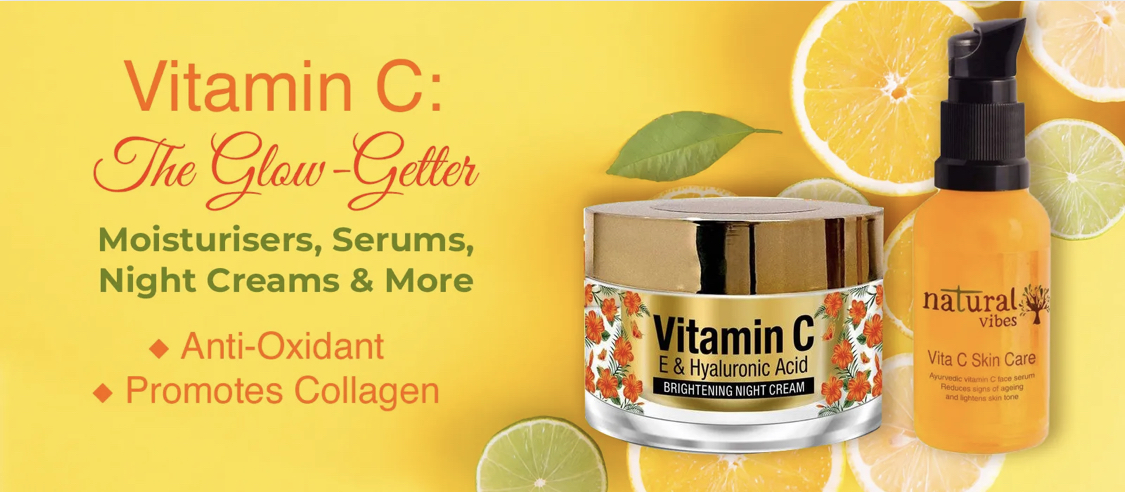 Vitamin C:
The Glow-Getter
Moisturisers, Serums,
Night Creams & More
◆ Anti-Oxidant
◆ Promotes Collagen
Vitamin C
E & Hyaluronic Acid
BRIGHTENING NIGHT CREAM
natural
vibes
Vita C Skin Care
Ayurvedic vitamin C face serum
Reduces signs of ageing
and lightens skin tone